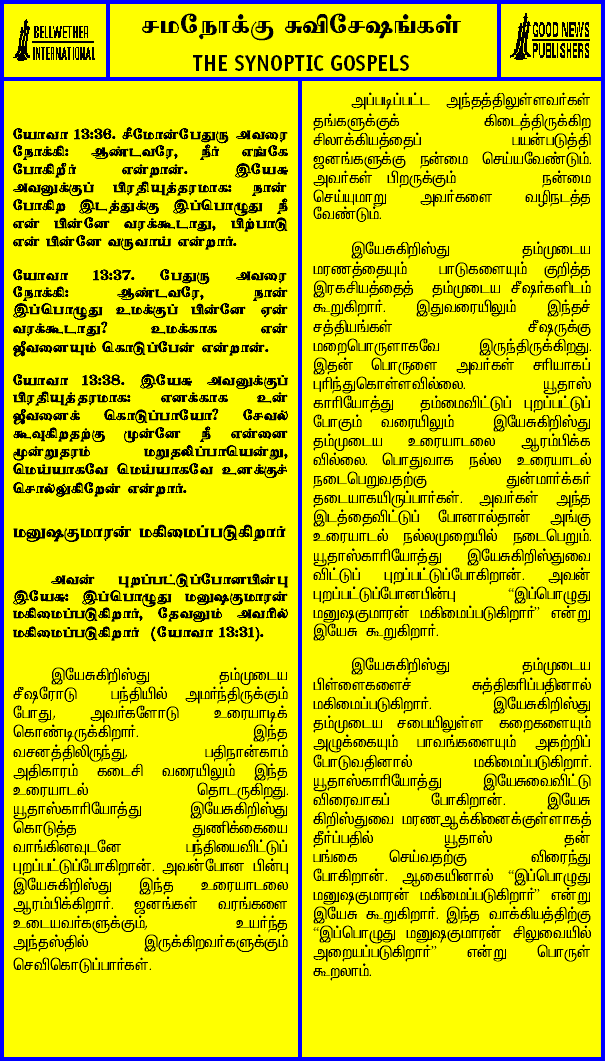 BELLWETHER
INTERNATIONAL
சமநோக்கு சுவிசேஷங்கள்
THE SYNOPTIC GOSPELS
GOOD NEWS
PUBLISHERS
யோவா 13:36. சீமோன்பேதுரு அவரை
நோக்கி: ஆண்டவரே, நீர் எங்கே
போகிறீர் என்றான். இயேசு
அவனுக்குப் பிரதியுத்தரமாக: நான்
போகிற இடத்துக்கு இப்பொழுது நீ
என் பின்னே வரக்கூடாது, பிற்பாடு
என் பின்னே வருவாய் என்றார்.
யோவா 13:37. பேதுரு அவரை
நோக்கி: ஆண்டவரே, நான்
இப்பொழுது உமக்குப் பின்னே ஏன்
வரக்கூடாது? உமக்காக என்
ஜீவனையும் கொடுப்பேன் என்றான்.
யோவா 13:38. இயேசு அவனுக்குப்
பிரதியுத்தரமாக: எனக்காக உன்
ஜீவனைக் கொடுப்பாயோ? சேவல்
கூவுகிறதற்கு முன்னே நீ என்னை
மூன்றுதரம் மறுதலிப்பாயென்று,
மெய்யாகவே மெய்யாகவே உனக்குச்
சொல்லுகிறேன் என்றார்.
மனுஷகுமாரன் மகிமைப்படுகிறார்
அவன் புறப்பட்டுப்போனபின்பு
இயேசு: இப்பொழுது மனுஷகுமாரன்
மகிமைப்படுகிறார், தேவனும் அவரில்
மகிமைப்படுகிறார் (யோவா 13:31).
இயேசுகிறிஸ்து தம்முடைய
சீஷரோடு பந்தியில் அமர்ந்திருக்கும்
போது, அவர்களோடு உரையாடிக்
கொண்டிருக்கிறார். இந்த
வசனத்திலிருந்து, பதிநான்காம்
அதிகாரம் கடைசி வரையிலும் இந்த
உரையாடல் தொடருகிறது.
யூதாஸ்காரியோத்து இயேசுகிறிஸ்து
கொடுத்த துணிக்கையை
வாங்கினவுடனே பந்தியைவிட்டுப்
புறப்பட்டுப்போகிறான். அவன்போன பின்பு
இயேசுகிறிஸ்து இந்த உரையாடலை
ஆரம்பிக்கிறார். ஜனங்கள் வரங்களை
உடையவர்களுக்கும், உயர்ந்த
அந்தஸ்தில் இருக்கிறவர்களுக்கும்
செவிகொடுப்பார்கள்.
அப்படிப்பட்ட அந்தத்திலுள்ளவர்கள்
தங்களுக்குக் கிடைத்திருக்கிற
சிலாக்கியத்தைப் பயன்படுத்தி
ஜனங்களுக்கு நன்மை செய்யவேண்டும்.
அவர்கள் பிறருக்கும் நன்மை
செய்யுமாறு அவர்களை வழிநடத்த
வேண்டும்.
இயேசுகிறிஸ்து தம்முடைய
மரணத்தையும் பாடுகளையும் குறித்த
இரகசியத்தைத் தம்முடைய சீஷர்களிடம்
கூறுகிறார். இதுவரையிலும் இந்தச்
சத்தியங்கள் சீஷருக்கு
மறைபொருளாகவே இருந்திருக்கிறது.
இதன் பொருளை அவர்கள் சரியாகப்
புரிந்துகொள்ளவில்லை. யூதாஸ்
காரியோத்து தம்மைவிட்டுப் புறப்பட்டுப்
போகும் வரையிலும் இயேசுகிறிஸ்து
தம்முடைய உரையாடலை ஆரம்பிக்க
வில்லை. பொதுவாக நல்ல உரையாடல்
நடைபெறுவதற்கு துன்மார்க்கர்
தடையாகயிருப்பார்கள். அவர்கள் அந்த
இடத்தைவிட்டுப் போனால்தான் அங்கு
உரையாடல் நல்லமுறையில் நடைபெறும்.
யூதாஸ்காரியோத்து இயேசுகிறிஸ்துவை
விட்டுப் புறப்பட்டுப்போகிறான். அவன்
புறப்பட்டுப்போனபின்பு “இப்பொழுது
மனுஷகுமாரன் மகிமைப்படுகிறார்” என்று
இயேசு கூறுகிறார்.
இயேசுகிறிஸ்து தம்முடைய
பிள்ளைகளைச் சுத்திகரிப்பதினால்
மகிமைப்படுகிறார். இயேசுகிறிஸ்து
தம்முடைய சபையிலுள்ள கறைகளையும்
அழுக்கையும் பாவங்களையும் அகற்றிப்
போடுவதினால் மகிமைப்படுகிறார்.
யூதாஸ்காரியோத்து இயேசுவைவிட்டு
விரைவாகப் போகிறான். இயேசு
கிறிஸ்துவை மரணஆக்கினைக்குள்ளாகத்
தீர்ப்பதில் யூதாஸ் தன்
பங்கை செய்வதற்கு விரைந்து
போகிறான். ஆகையினால் “இப்பொழுது
மனுஷகுமாரன் மகிமைப்படுகிறார்” என்று
இயேசு கூறுகிறார். இந்த வாக்கியத்திற்கு
“இப்பொழுது மனுஷகுமாரன் சிலுவையில்
அறையப்படுகிறார்” என்று பொருள்
கூறலாம்.